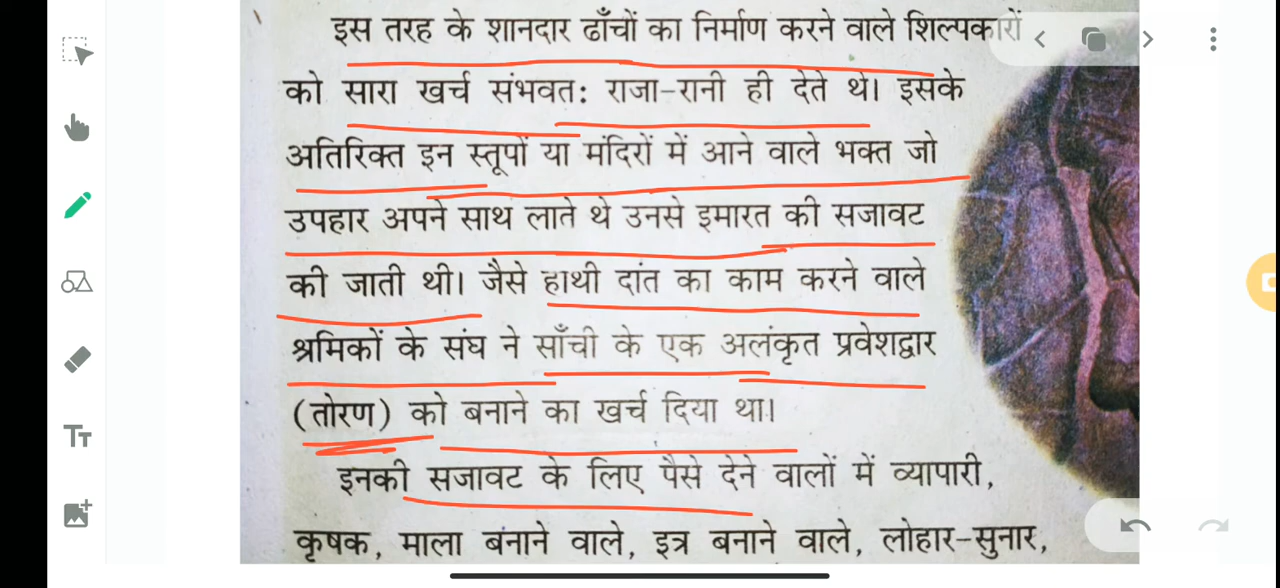 इस तरह के शानदार ढाँचों का निर्माण करने वाले शिल्पकारों
को सारा खर्च संभवत: राजा-रानी ही देते थे। इसके
अतिरिक्त इन स्तूपों या मंदिरों में आने वाले भक्त जो
उपहार अपने साथ लाते थे उनसे इमारत की सजावट
की जाती थी। जैसे हाथी दांत का काम करने वाले
श्रमिकों के संघ ने साँची के एक अलंकृत प्रवेशद्वार
(तोरण) को बनाने का खर्च दिया था।
इनकी सजावट के लिए पैसे देने वालों में व्यापारी,
कृषक, माला बनाने वाले, इत्र बनाने वाले, लोहार-सुनार,
TT